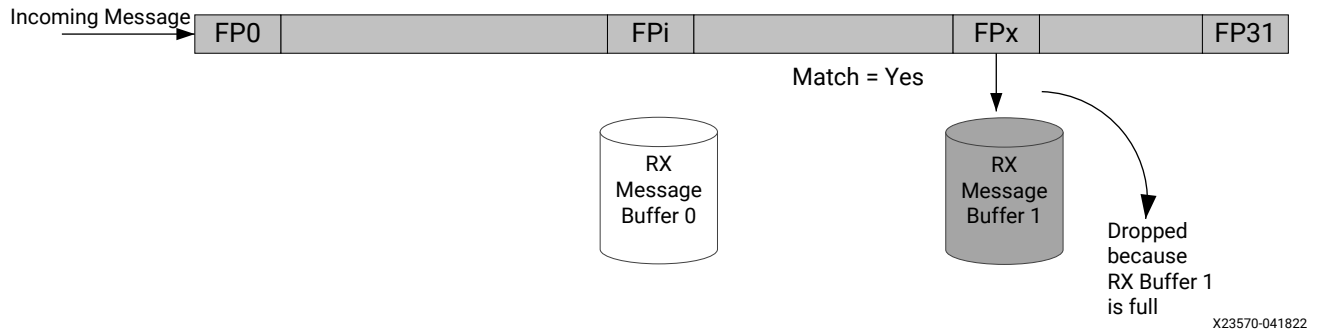 Incoming Message
FP0
FPi
FPx
FP31
Match = Yes
RX
Message
Buffer 0
RX
Message
Buffer 1
Dropped
because
RX Buffer 1
is full
X23570-041822